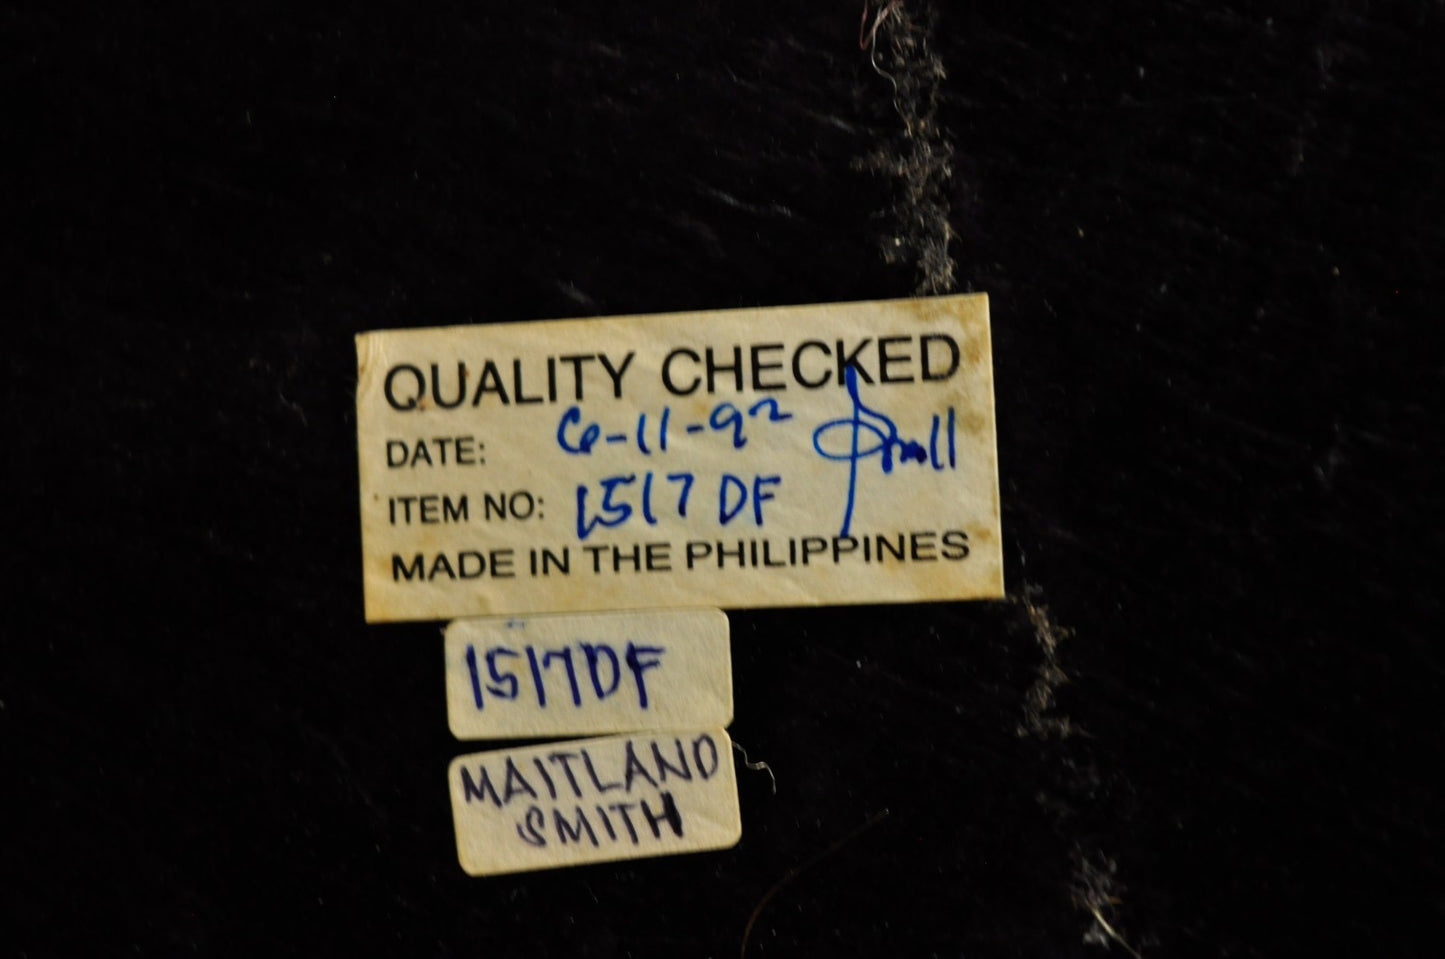 QUALITY CHECKED
DATE: 6-11-92
ITEM NO: 1517 DF
MADE IN THE PHILIPPINES
1517DF
MAITLAND
SMITH